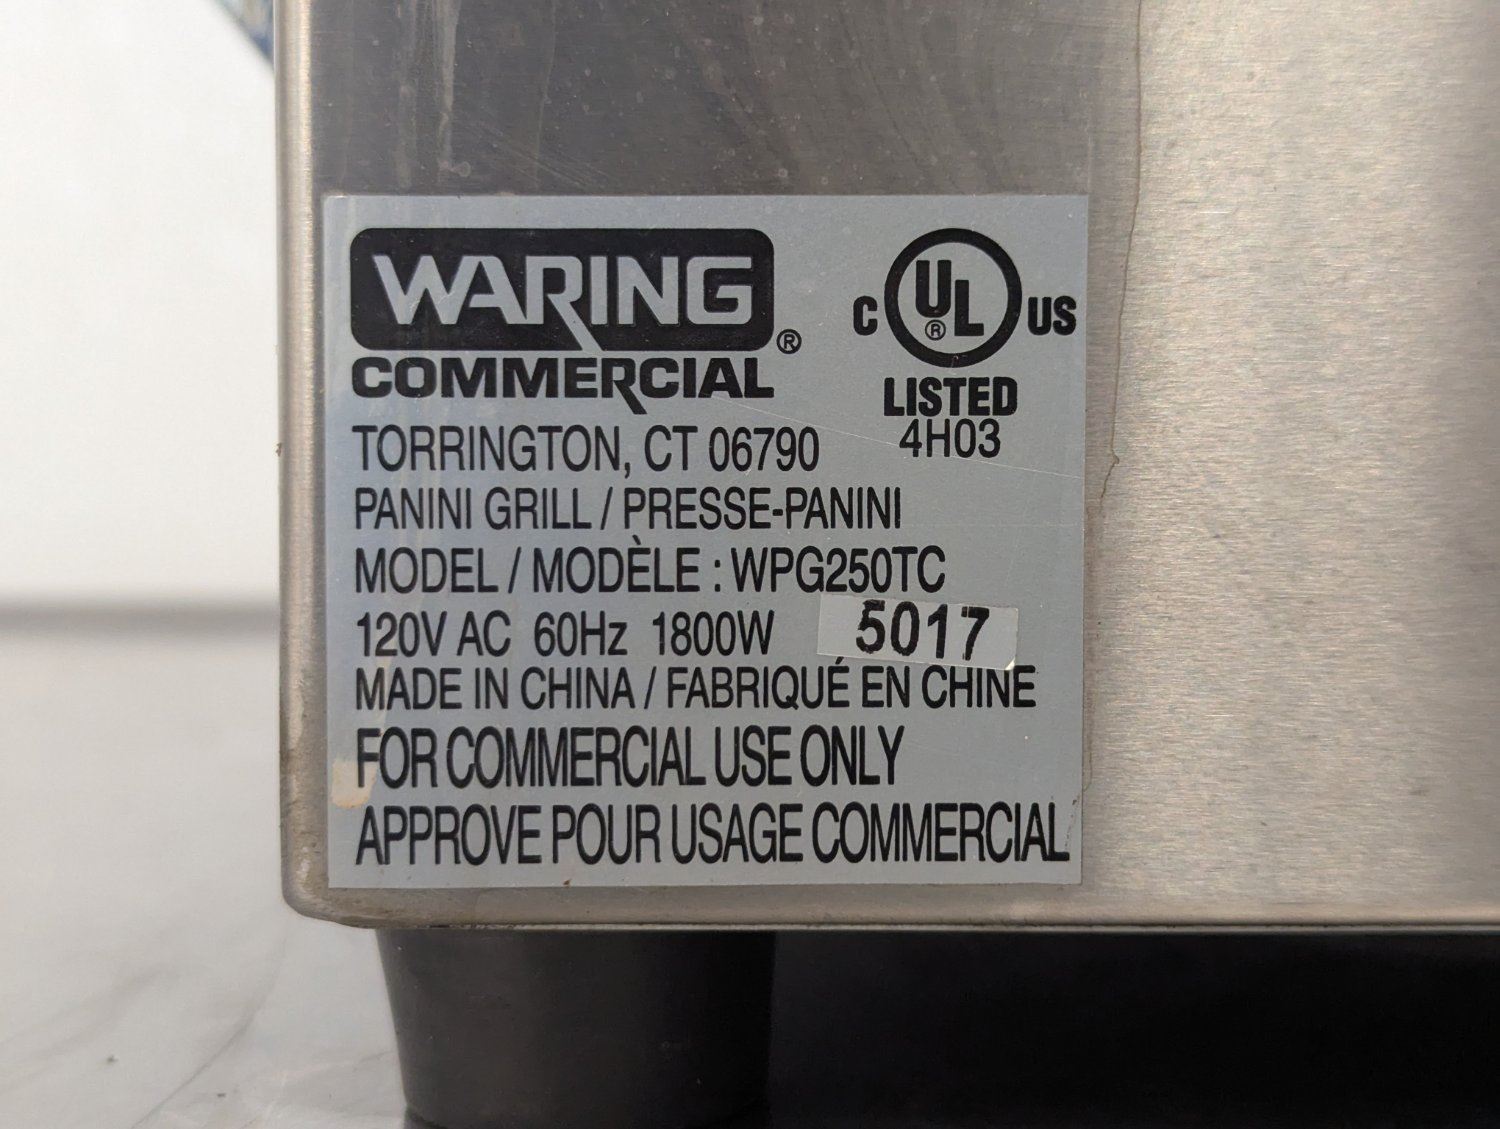 WARING®
COMMERCIAL
C UL® US
LISTED
4H03
TORRINGTON, CT 06790
PANINI GRILL / PRESSE-PANINI
MODEL / MODÈLE : WPG250TC
120V AC 60Hz 1800W 5017
MADE IN CHINA / FABRIQUÉ EN CHINE
FOR COMMERCIAL USE ONLY
APPROVE POUR USAGE COMMERCIAL